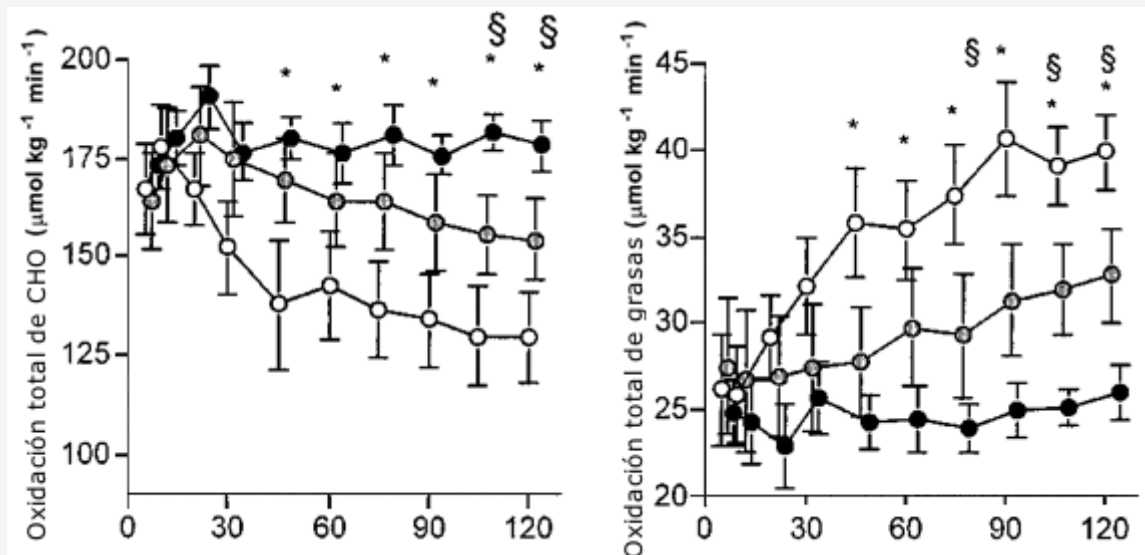 Oxidación total de CHO (μmol kg⁻¹ min⁻¹)
§ §
* * * * * *
200
175
150
125
100
0 30 60 90 120
Oxidación total de grasas (μmol kg⁻¹ min⁻¹)
§ * § §
* * * * *
45
40
35
30
25
20
0 30 60 90 120